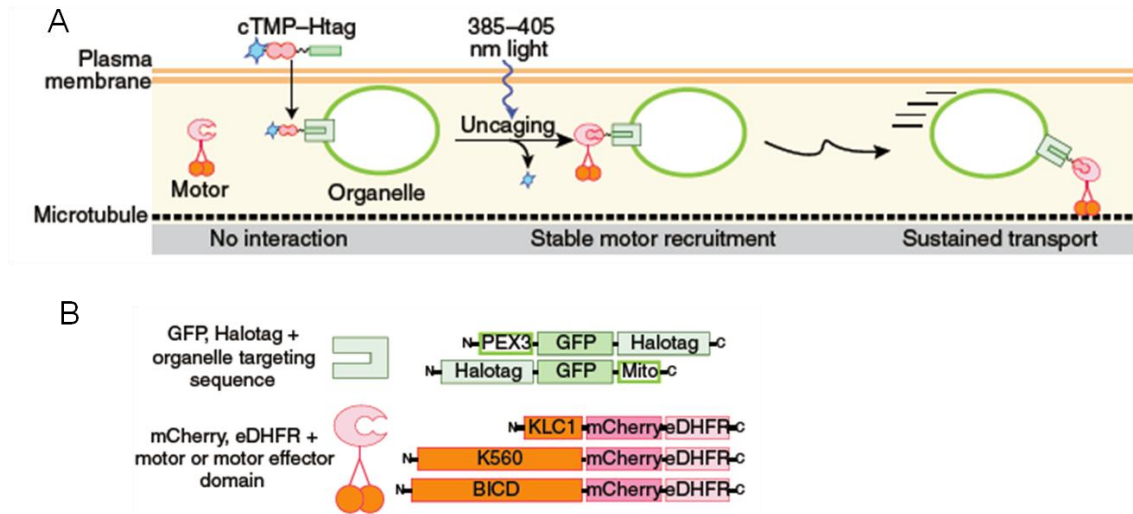 A
cTMP–Htag
385–405
nm light
Plasma
membrane
Uncaging
Motor
Organelle
Microtubule
No interaction
Stable motor recruitment
Sustained transport
B
GFP, Halotag +
organelle targeting
sequence
N PEX3 GFP Halotag C
N Halotag GFP Mito C
mCherry, eDHFR +
motor or motor effector
domain
N KLC1 mCherry eDHFR C
N K560 mCherry eDHFR C
N BICD mCherry eDHFR C